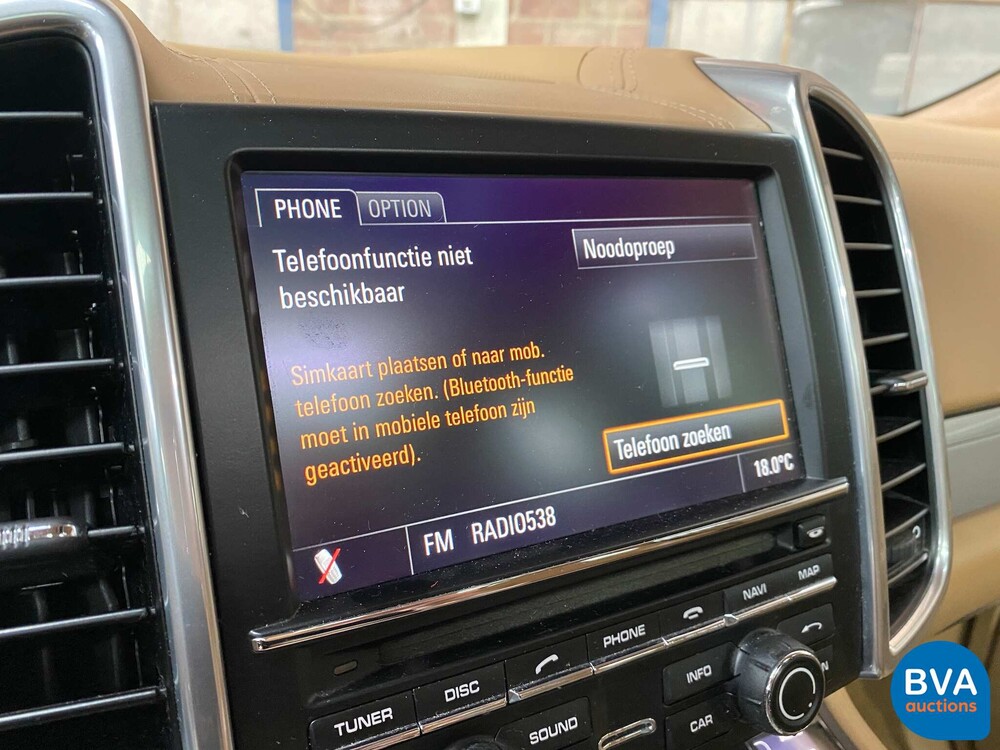 PHONE OPTION
Telefoonfunctie niet
beschikbaar
Noodoproep
Simkaart plaatsen of naar mob.
telefoon zoeken. (Bluetooth-functie
moet in mobiele telefoon zijn
geactiveerd).
Telefoon zoeken
18.0°C
FM RADIO538
TUNER DISC PHONE NAVI MAP
SOUND INFO
CAR
BVA
auctions